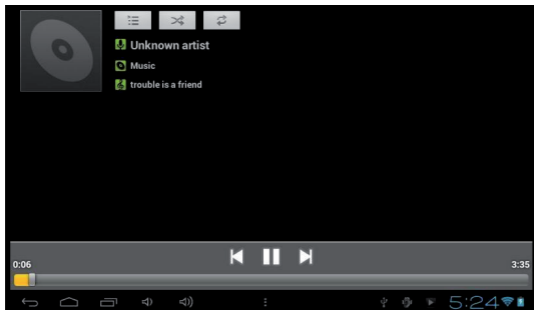 Unknown artist
Music
trouble is a friend
0:06
3:35
5:24